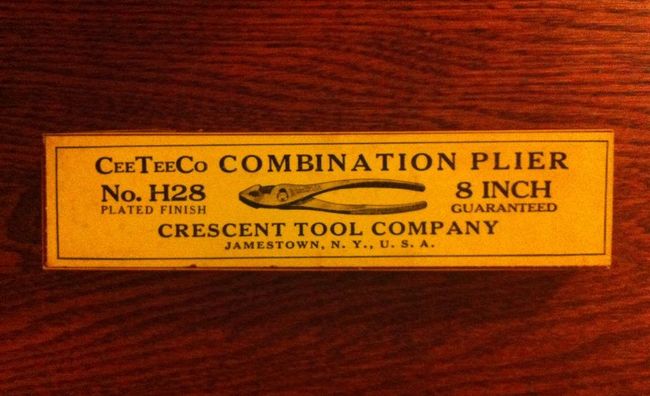 CEETEECO COMBINATION PLIER
No. H28 8 INCH
PLATED FINISH GUARANTEED
CRESCENT TOOL COMPANY
JAMESTOWN, N. Y., U. S. A.